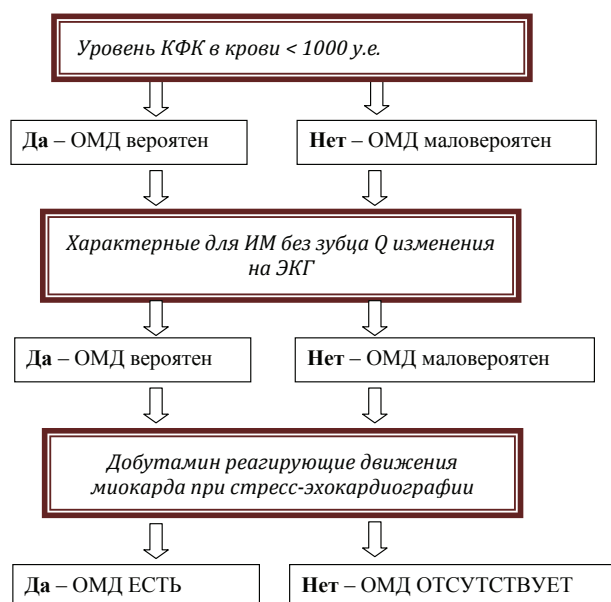 Уровень КФК в крови < 1000 у.е.
Да – ОМД вероятен
Нет – ОМД маловероятен
Характерные для ИМ без зубца Q изменения
на ЭКГ
Да – ОМД вероятен
Нет – ОМД маловероятен
Добутамин реагирующие движения
миокарда при стресс-эхокардиографии
Да – ОМД ЕСТЬ
Нет – ОМД ОТСУТСТВУЕТ